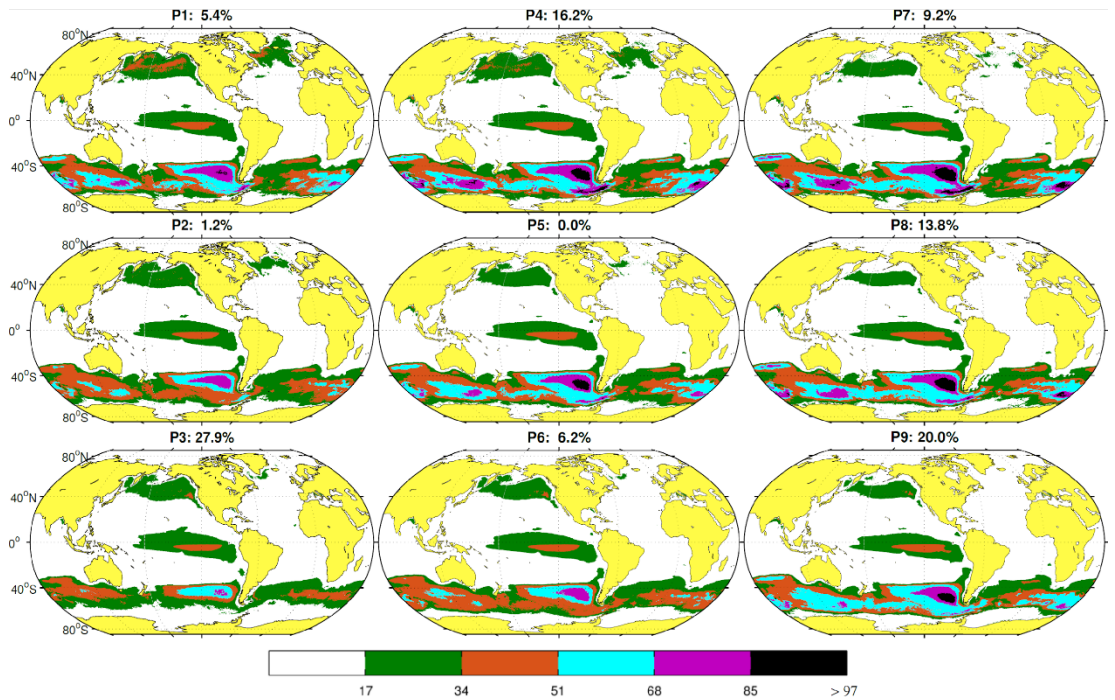 P1: 5.4%
P4: 16.2%
P7: 9.2%
80°N
40°N
0°
40°S
80°S
P2: 1.2%
P5: 0.0%
P8: 13.8%
80°N
40°N
0°
40°S
80°S
P3: 27.9%
P6: 6.2%
P9: 20.0%
80°N
40°N
0°
40°S
80°S
17 34 51 68 85 > 97